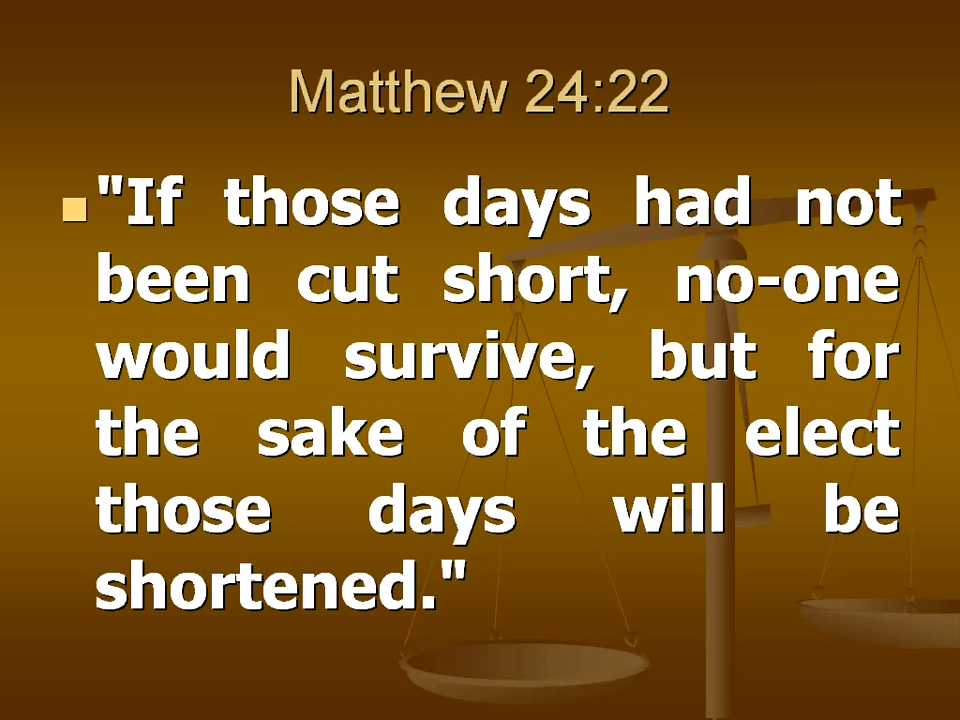 Matthew 24:22
"If those days had not
been cut short, no-one
would survive, but for
the sake of the elect
those days will be
shortened."